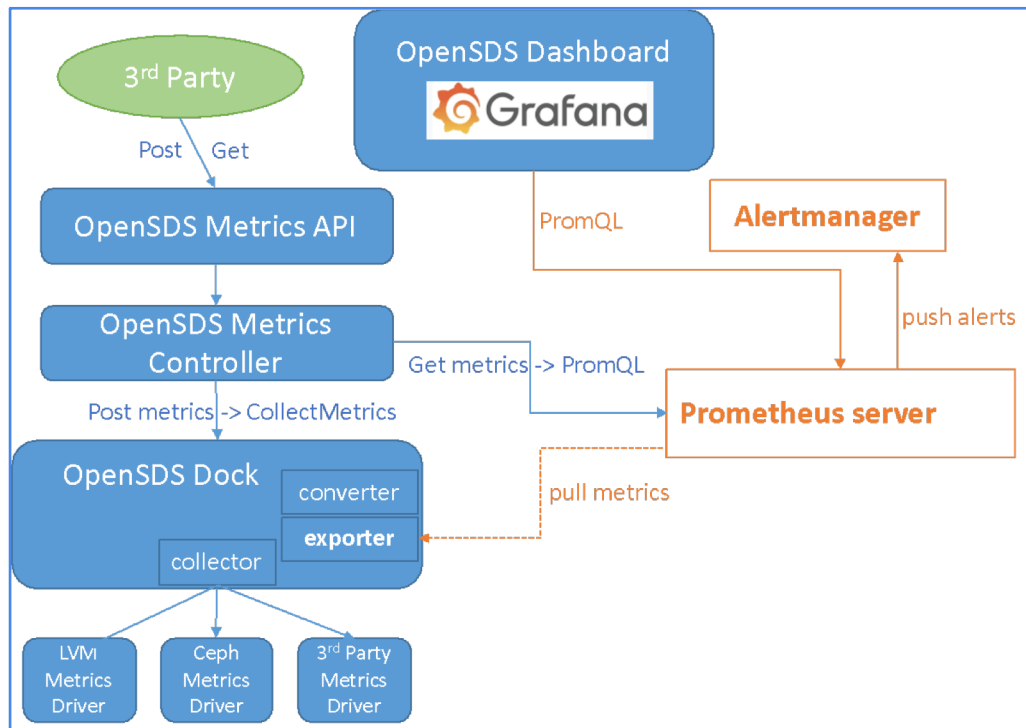 3rd Party
OpenSDS Dashboard
Grafana
Post Get
OpenSDS Metrics API
PromQL
Alertmanager
push alerts
OpenSDS Metrics
Controller
Get metrics -> PromQL
Prometheus server
Post metrics -> CollectMetrics
OpenSDS Dock
converter
exporter
collector
pull metrics
LVM
Metrics
Driver
Ceph
Metrics
Driver
3rd Party
Metrics
Driver